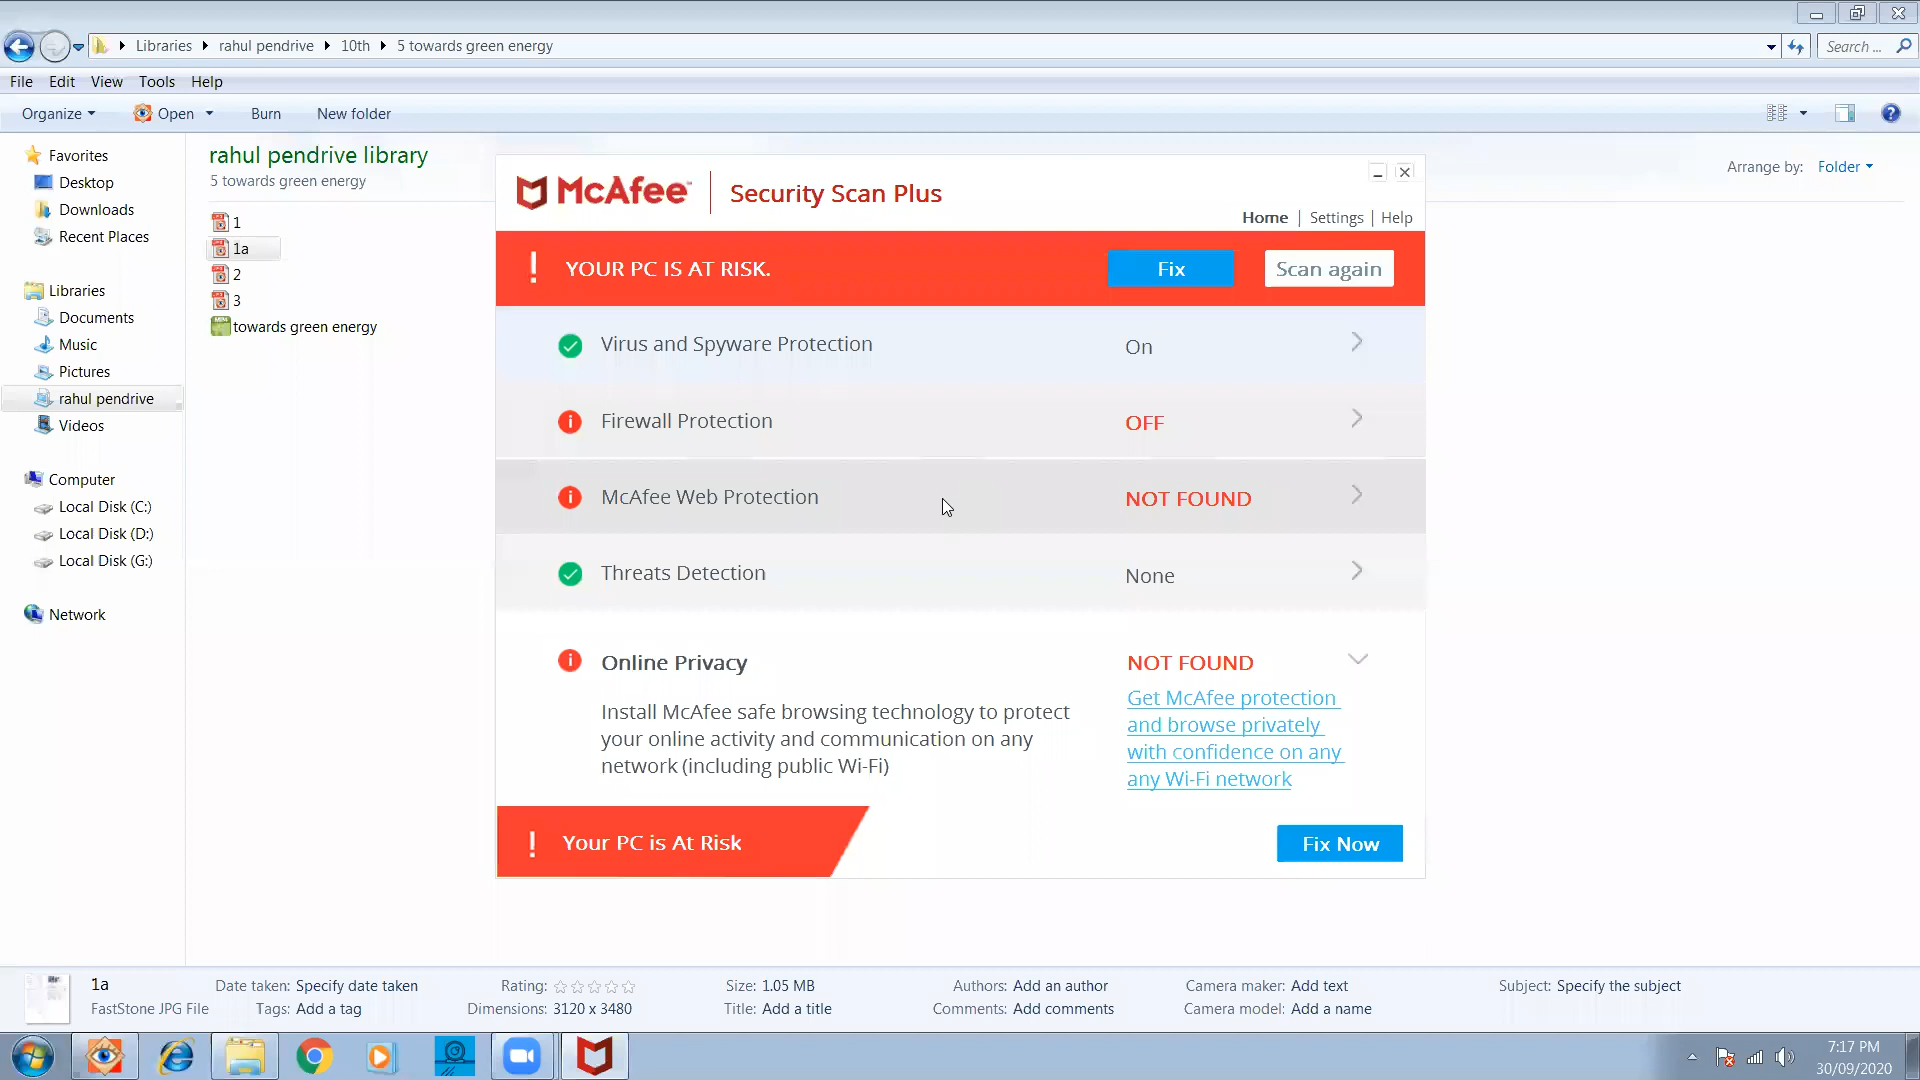 Libraries rahul pendrive 10th 5 towards green energy
Search ...
File Edit View Tools Help
Organize Open Burn New folder
Favorites
Desktop
Downloads
Recent Places
Libraries
Documents
Music
Pictures
rahul pendrive
Videos
Computer
Local Disk (C:)
Local Disk (D:)
Local Disk (G:)
Network
rahul pendrive library
5 towards green energy
Arrange by: Folder
1
1a
2
3
towards green energy
McAfee™ Security Scan Plus
Home | Settings | Help
! YOUR PC IS AT RISK. Fix Scan again
Virus and Spyware Protection On
Firewall Protection OFF
McAfee Web Protection NOT FOUND
Threats Detection None
Online Privacy NOT FOUND
Install McAfee safe browsing technology to protect
your online activity and communication on any
network (including public Wi-Fi)
Get McAfee protection
and browse privately
with confidence on any
any Wi-Fi network
! Your PC is At Risk Fix Now
1a Date taken: Specify date taken Rating: Size: 1.05 MB Authors: Add an author Camera maker: Add text Subject: Specify the subject
FastStone JPG File Tags: Add a tag Dimensions: 3120 x 3480 Title: Add a title Comments: Add comments Camera model: Add a name
7:17 PM
30/09/2020